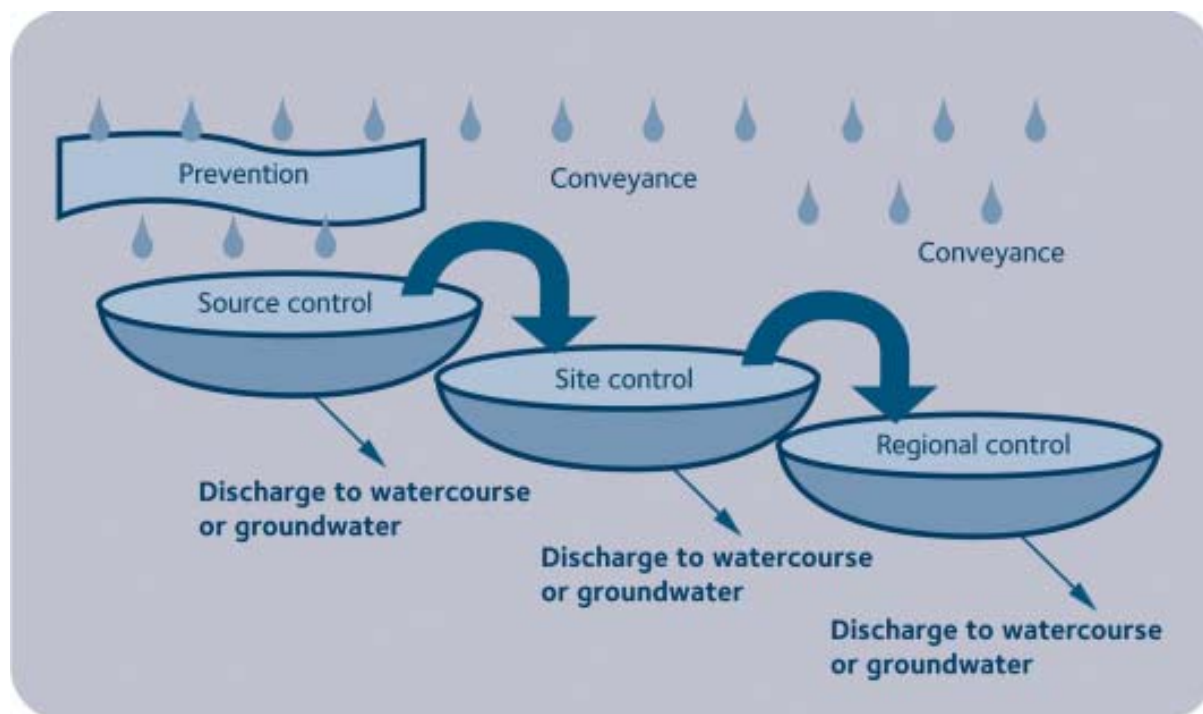 Prevention
Conveyance
Conveyance
Source control
Site control
Regional control
Discharge to watercourse
or groundwater
Discharge to watercourse
or groundwater
Discharge to watercourse
or groundwater